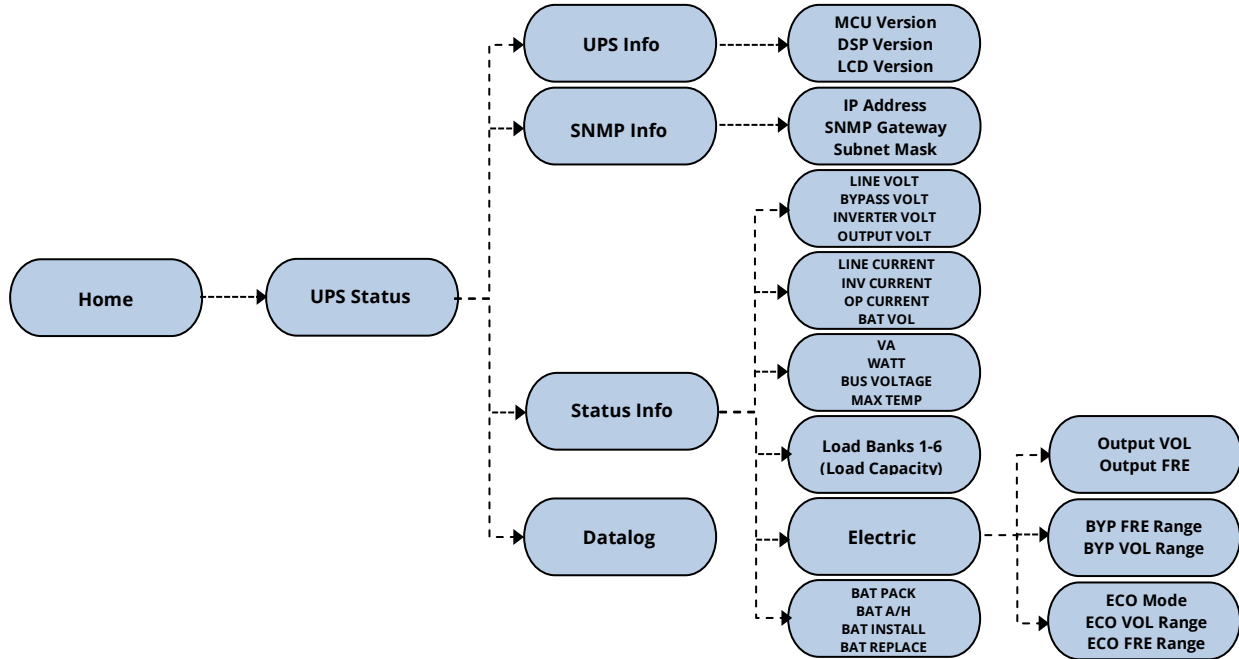 Home
UPS Status
UPS Info
MCU Version
DSP Version
LCD Version
SNMP Info
IP Address
SNMP Gateway
Subnet Mask
Status Info
LINE VOLT
BYPASS VOLT
INVERTER VOLT
OUTPUT VOLT
LINE CURRENT
INV CURRENT
OP CURRENT
BAT VOL
VA
WATT
BUS VOLTAGE
MAX TEMP
Load Banks 1-6
(Load Capacity)
Electric
Output VOL
Output FRE
BYP FRE Range
BYP VOL Range
ECO Mode
ECO VOL Range
ECO FRE Range
BAT PACK
BAT A/H
BAT INSTALL
BAT REPLACE
Datalog